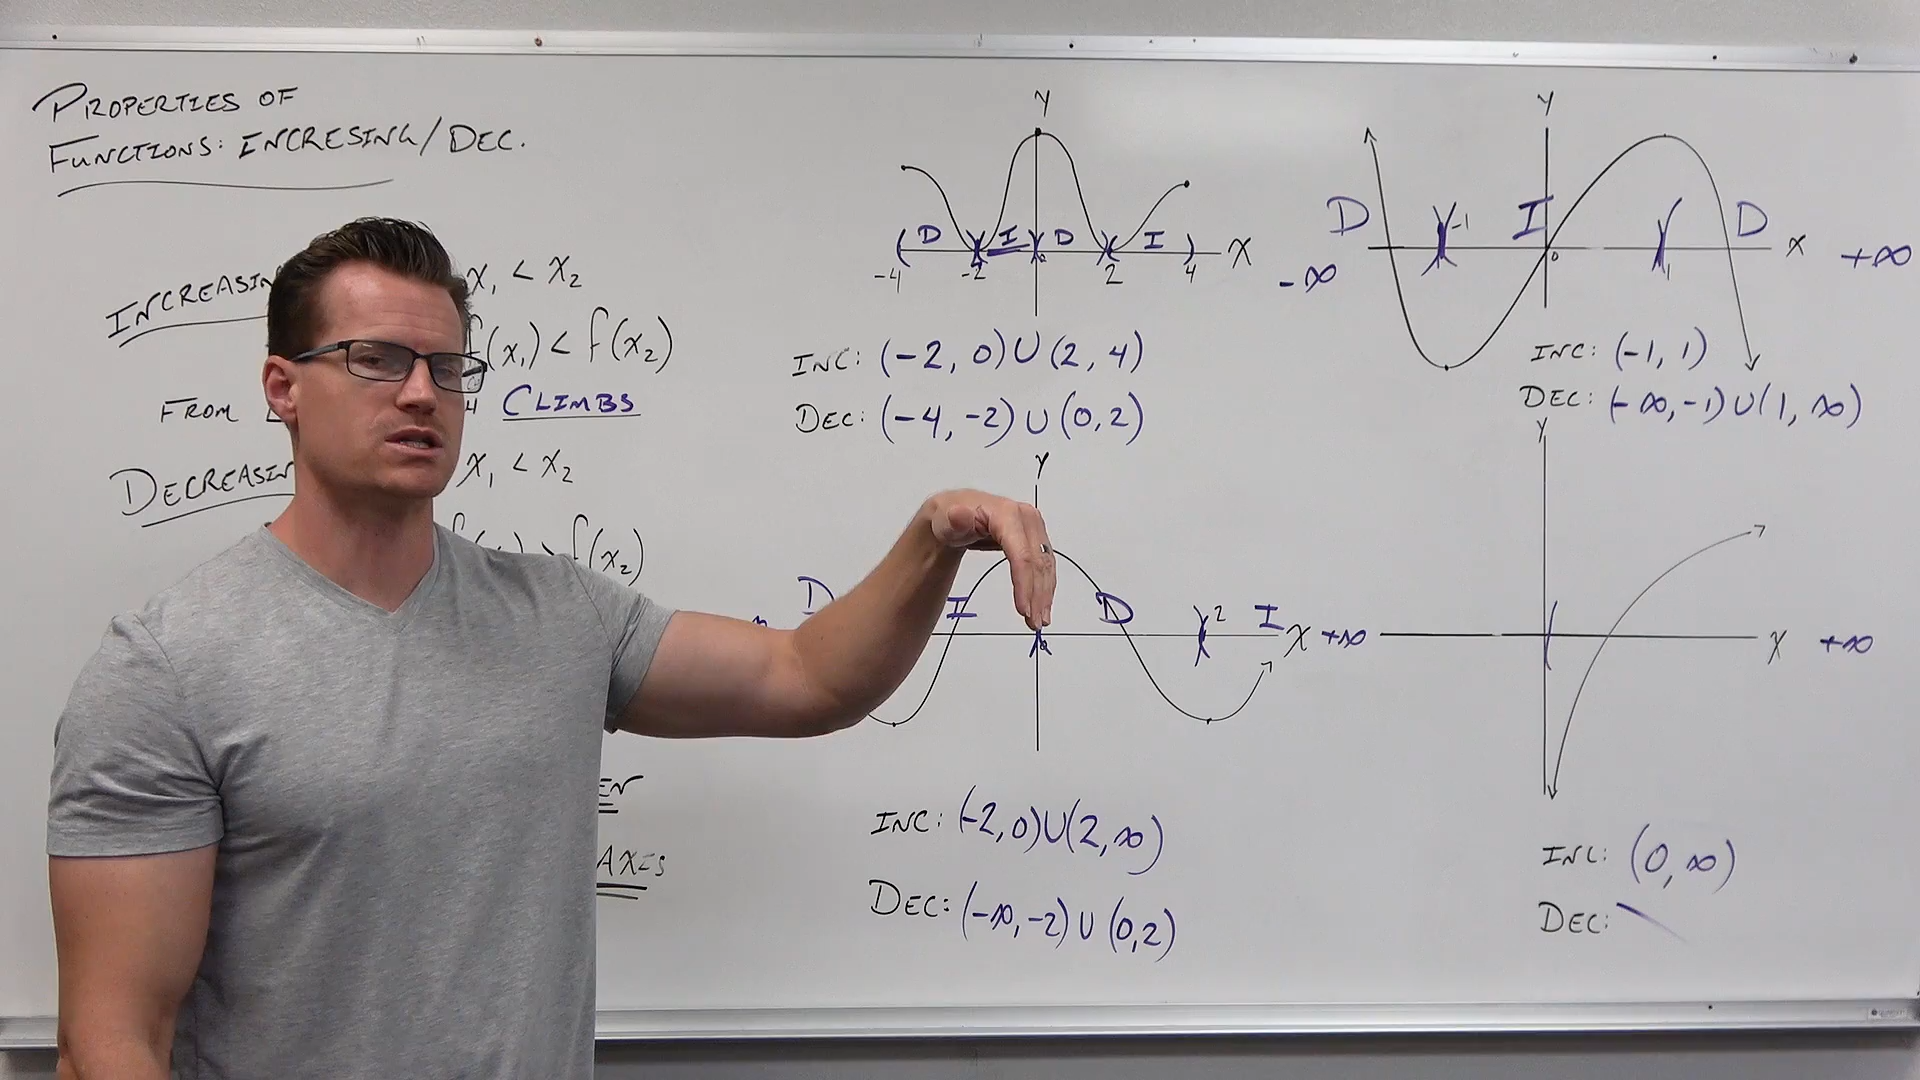 PROPERTIES OF
FUNCTIONS: INCRESING/DEC.
INCREASIN
X₁ < X₂
f(x₁) < f(x₂)
FROM
CLIMBS
DECREASIN
X₁ < X₂
f(x₂)
AXES
y
D I D I
-4 -2 2 4 X
INC: (-2, 0) ∪ (2, 4)
DEC: (-4, -2) ∪ (0, 2)
y
D -1 I D
-∞ 0 1 x +∞
INC: (-1, 1)
DEC: (-∞, -1) ∪ (1, ∞)
y
D I D 2 I
X +∞
INC: (-2, 0) ∪ (2, ∞)
DEC: (-∞, -2) ∪ (0, 2)
y
X +∞
INC: (0, ∞)
DEC: